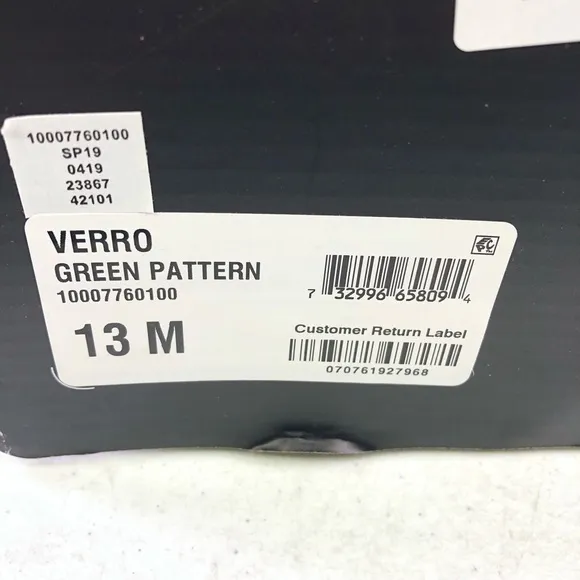 10007760100
SP19
0419
23867
42101
VERRO
GREEN PATTERN
10007760100
13 M
7 32996 65809 4
Customer Return Label
070761927968